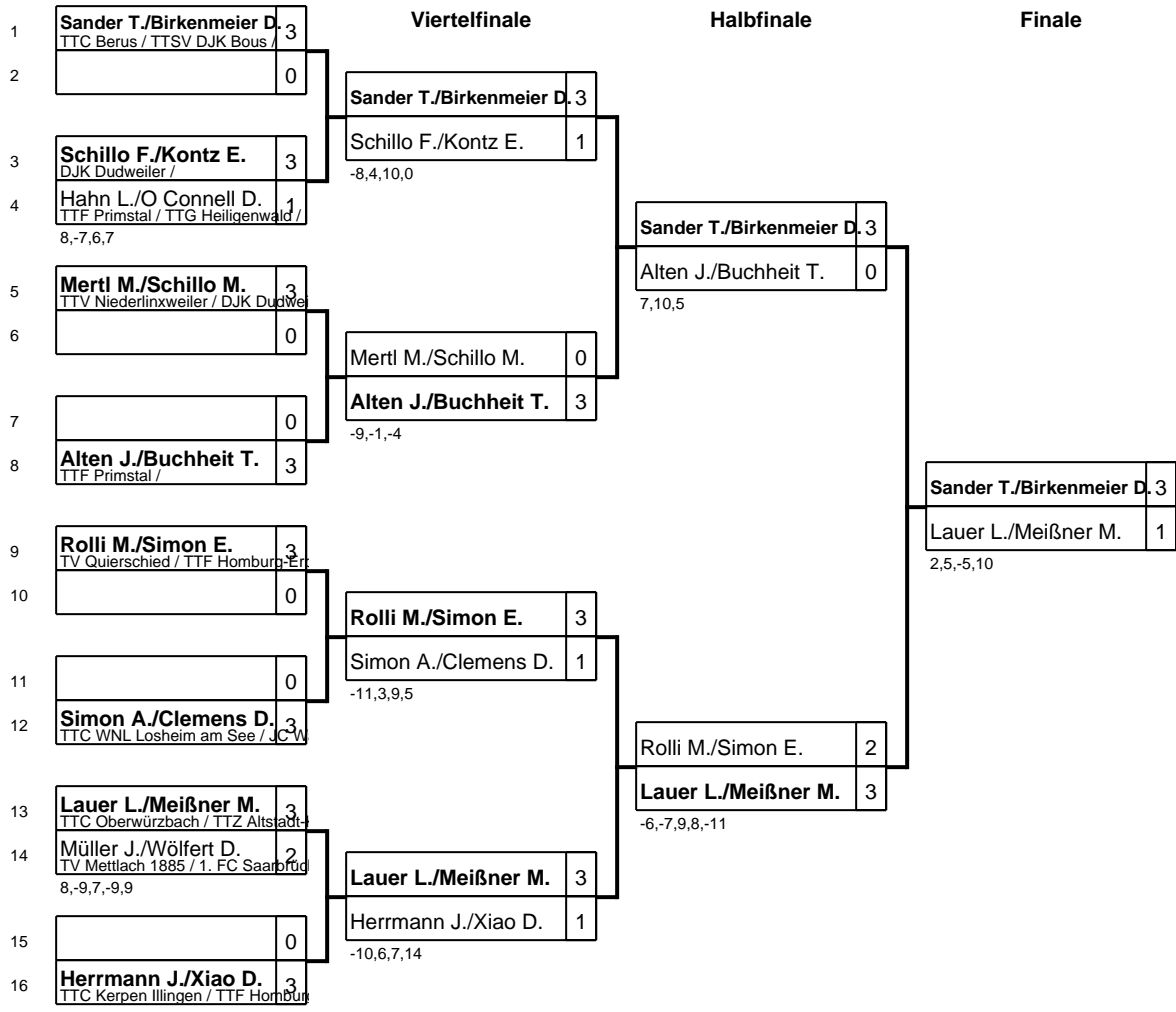 Viertelfinale
Halbfinale
Finale
1
Sander T./Birkenmeier D. 3
TTC Berus / TTSV DJK Bous /
2
0
3
Schillo F./Kontz E. 3
DJK Dudweiler /
4
Hahn L./O Connell D. 1
TTF Primstal / TTG Heiligenwald /
8,-7,6,7
5
Mertl M./Schillo M. 3
TTV Niederlinxweiler / DJK Dudwei
6
0
7
0
8
Alten J./Buchheit T. 3
TTF Primstal /
9
Rolli M./Simon E. 3
TV Quierschied / TTF Homburg-Er
10
0
11
0
12
Simon A./Clemens D. 3
TTC WNL Losheim am See / JC W
13
Lauer L./Meißner M. 3
TTC Oberwürzbach / TTZ Altstadt-
14
Müller J./Wölfert D. 2
TV Mettlach 1885 / 1. FC Saarbrüc
8,-9,7,-9,9
15
0
16
Herrmann J./Xiao D. 3
TTC Kerpen Illingen / TTF Homburg
Sander T./Birkenmeier D. 3
Schillo F./Kontz E. 1
-8,4,10,0
Mertl M./Schillo M. 0
Alten J./Buchheit T. 3
-9,-1,-4
Rolli M./Simon E. 3
Simon A./Clemens D. 1
-11,3,9,5
Lauer L./Meißner M. 3
Herrmann J./Xiao D. 1
-10,6,7,14
Sander T./Birkenmeier D. 3
Alten J./Buchheit T. 0
7,10,5
Rolli M./Simon E. 2
Lauer L./Meißner M. 3
-6,-7,9,8,-11
Sander T./Birkenmeier D. 3
Lauer L./Meißner M. 1
2,5,-5,10